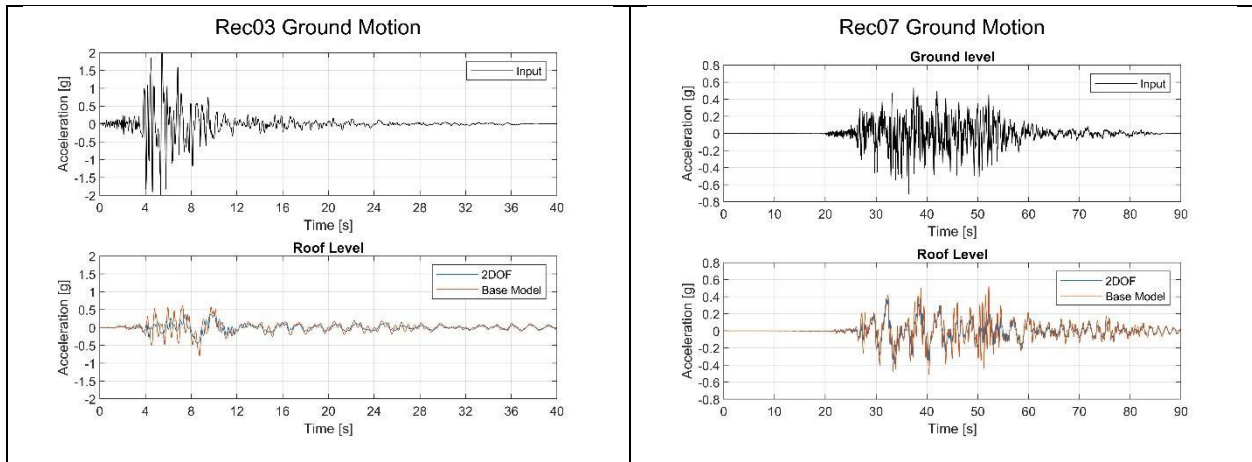 Rec03 Ground Motion
2
1.5
1
0.5
0
-0.5
-1
-1.5
-2
Acceleration [g]
Input
0 4 8 12 16 20 24 28 32 36 40
Time [s]
Roof Level
2
1.5
1
0.5
0
-0.5
-1
-1.5
-2
Acceleration [g]
2DOF
Base Model
0 4 8 12 16 20 24 28 32 36 40
Time [s]
Rec07 Ground Motion
Ground level
0.8
0.6
0.4
0.2
0
-0.2
-0.4
-0.6
-0.8
Acceleration [g]
Input
0 10 20 30 40 50 60 70 80 90
Time [s]
Roof Level
0.8
0.6
0.4
0.2
0
-0.2
-0.4
-0.6
-0.8
Acceleration [g]
2DOF
Base Model
0 10 20 30 40 50 60 70 80 90
Time [s]